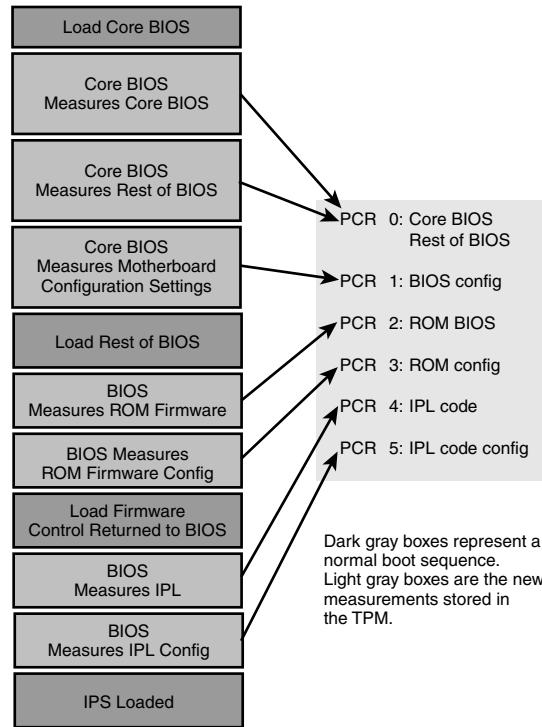 Load Core BIOS
Core BIOS
Measures Core BIOS
Core BIOS
Measures Rest of BIOS
Core BIOS
Measures Motherboard
Configuration Settings
Load Rest of BIOS
BIOS
Measures ROM Firmware
BIOS Measures
ROM Firmware Config
Load Firmware
Control Returned to BIOS
BIOS
Measures IPL
BIOS
Measures IPL Config
IPS Loaded
PCR 0: Core BIOS
Rest of BIOS
PCR 1: BIOS config
PCR 2: ROM BIOS
PCR 3: ROM config
PCR 4: IPL code
PCR 5: IPL code config
Dark gray boxes represent a
normal boot sequence.
Light gray boxes are the new
measurements stored in
the TPM.